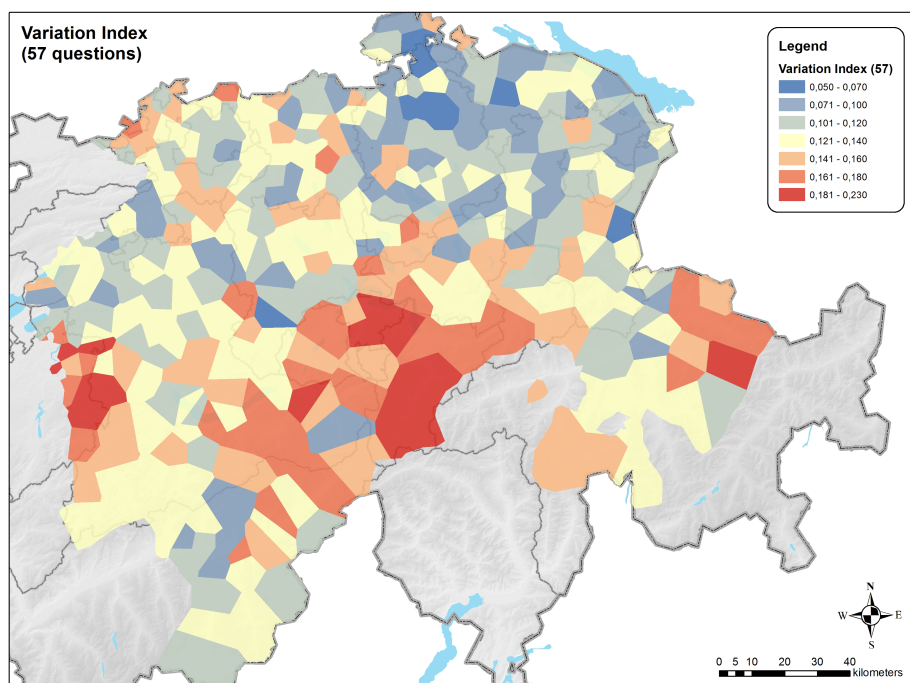 Variation Index
(57 questions)
Legend
Variation Index (57)
0,050 - 0,070
0,071 - 0,100
0,101 - 0,120
0,121 - 0,140
0,141 - 0,160
0,161 - 0,180
0,181 - 0,230
N
W E
S
0 5 10 20 30 40
kilometers